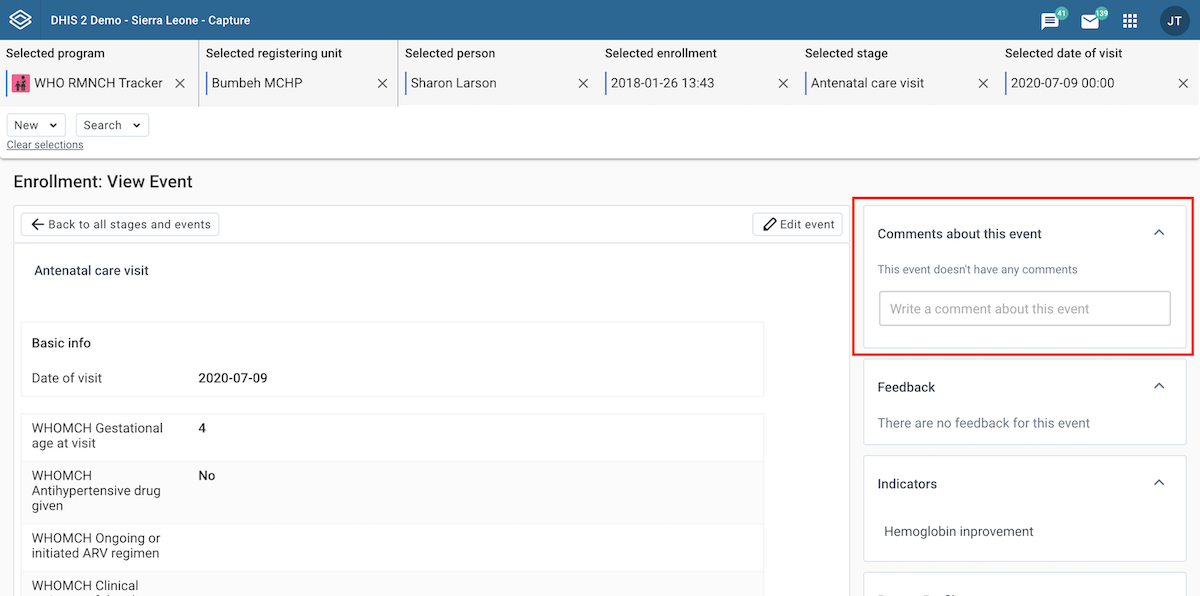 DHIS 2 Demo - Sierra Leone - Capture
41
139
JT
Selected program
WHO RMNCH Tracker
Selected registering unit
Bumbeh MCHP
Selected person
Sharon Larson
Selected enrollment
2018-01-26 13:43
Selected stage
Antenatal care visit
Selected date of visit
2020-07-09 00:00
New
Search
Clear selections
Enrollment: View Event
Back to all stages and events
Edit event
Antenatal care visit
Basic info
Date of visit 2020-07-09
WHOMCH Gestational 4
age at visit
WHOMCH No
Antihypertensive drug
given
WHOMCH Ongoing or
initiated ARV regimen
WHOMCH Clinical
Comments about this event
This event doesn't have any comments
Write a comment about this event
Feedback
There are no feedback for this event
Indicators
Hemoglobin inprovement